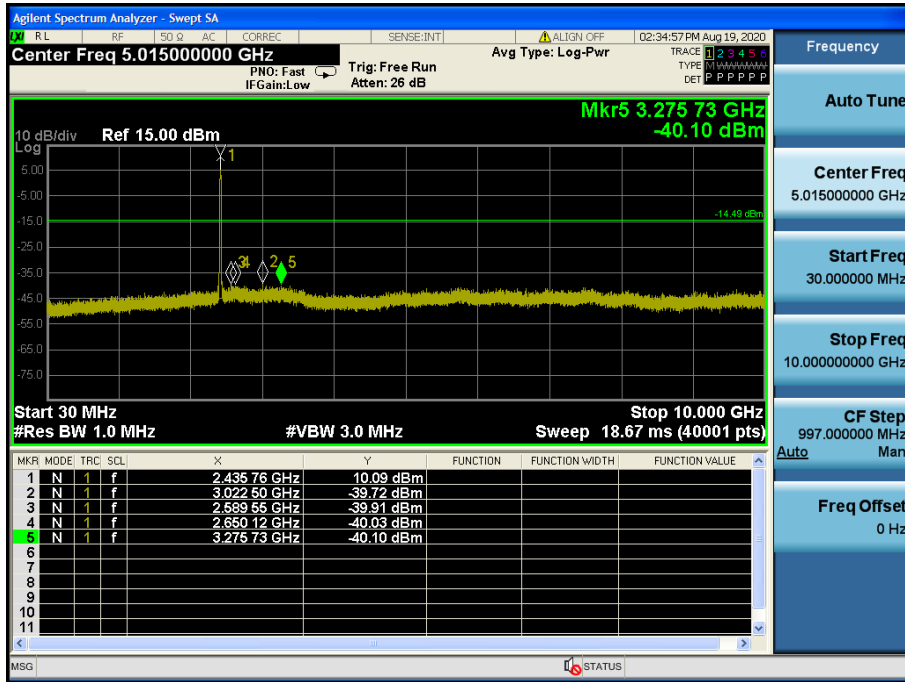 Agilent Spectrum Analyzer - Swept SA
LXI RL RF 50 Ω AC CORREC SENSE:INT ALIGN OFF 02:34:57 PM Aug 19, 2020
Center Freq 5.015000000 GHz
PNO: Fast
IFGain:Low
Trig: Free Run
Atten: 26 dB
Avg Type: Log-Pwr
TRACE 1 2 3 4 5 6
TYPE M
DET P P P P P P
Mkr5 3.275 73 GHz
-40.10 dBm
10 dB/div Ref 15.00 dBm
Log
1
5.00
-5.00
-15.0
-14.49 dBm
-25.0
3 4 2 5
-35.0
-45.0
-55.0
-65.0
-75.0
Start 30 MHz Stop 10.000 GHz
#Res BW 1.0 MHz #VBW 3.0 MHz Sweep 18.67 ms (40001 pts)
MKR MODE TRC SCL X Y FUNCTION FUNCTION WIDTH FUNCTION VALUE
1 N 1 f 2.435 76 GHz 10.09 dBm
2 N 1 f 3.022 50 GHz -39.72 dBm
3 N 1 f 2.589 55 GHz -39.91 dBm
4 N 1 f 2.650 12 GHz -40.03 dBm
5 N 1 f 3.275 73 GHz -40.10 dBm
6
7
8
9
10
11
MSG STATUS
Frequency
Auto Tune
Center Freq
5.015000000 GHz
Start Freq
30.000000 MHz
Stop Freq
10.000000000 GHz
CF Step
997.000000 MHz
Auto Man
Freq Offset
0 Hz